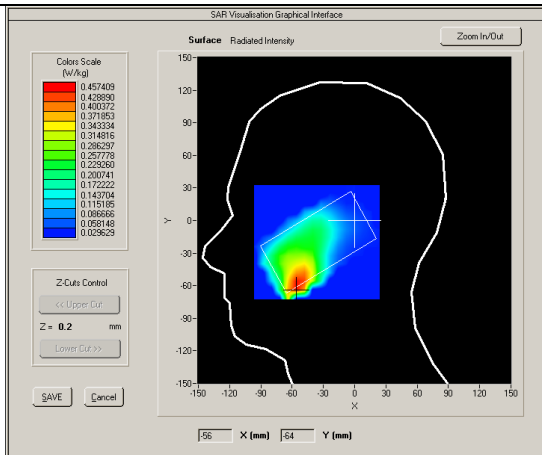 SAR Visualisation Graphical Interface
Surface Radiated Intensity
Zoom In/Out
Colors Scale
(W/kg)
0.457409
0.428890
0.400372
0.371853
0.343334
0.314816
0.286297
0.257778
0.229260
0.200741
0.172222
0.143704
0.115185
0.086666
0.058148
0.029629
Z-Cuts Control
<< Upper Cut
Z = 0.2 mm
Lower Cut >>
SAVE
Cancel
150
120
90
60
30
0
-30
-60
-90
-120
-150
Y
-150 -120 -90 -60 -30 0 30 60 90 120 150
X
-56 X (mm) -64 Y (mm)